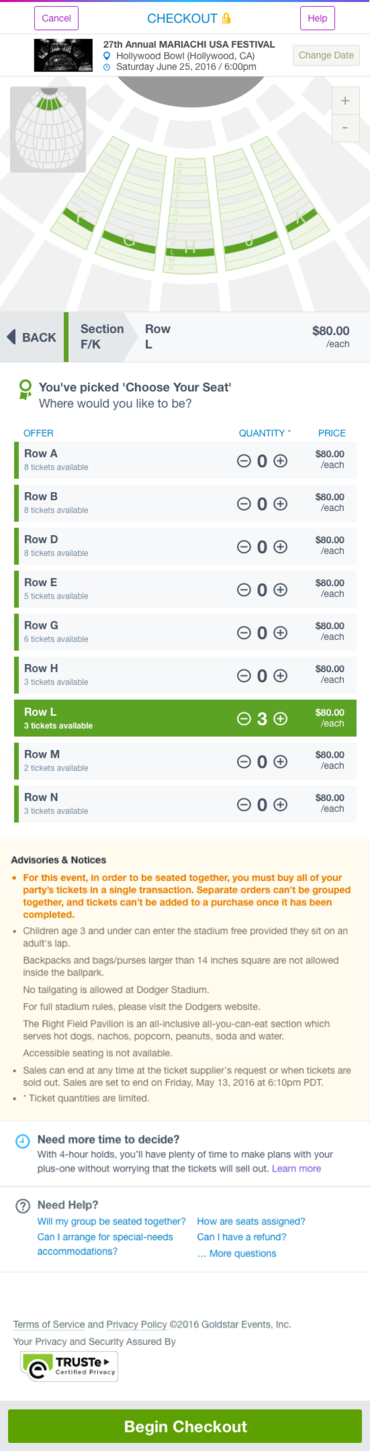 Cancel
CHECKOUT
Help
27th Annual MARIACHI USA FESTIVAL
Hollywood Bowl (Hollywood, CA)
Saturday June 25, 2016 / 6:00pm
Change Date
+
-
G
H
J
BACK
Section
F/K
Row
L
$80.00
/each
You've picked 'Choose Your Seat'
Where would you like to be?
OFFER
QUANTITY *
PRICE
Row A
8 tickets available
0
$80.00
/each
Row B
8 tickets available
0
$80.00
/each
Row D
8 tickets available
0
$80.00
/each
Row E
5 tickets available
0
$80.00
/each
Row G
6 tickets available
0
$80.00
/each
Row H
3 tickets available
0
$80.00
/each
Row L
3 tickets available
3
$80.00
/each
Row M
2 tickets available
0
$80.00
/each
Row N
3 tickets available
0
$80.00
/each
Advisories & Notices
• For this event, in order to be seated together, you must buy all of your
party's tickets in a single transaction. Separate orders can't be grouped
together, and tickets can't be added to a purchase once it has been
completed.
• Children age 3 and under can enter the stadium free provided they sit on an
adult's lap.
Backpacks and bags/purses larger than 14 inches square are not allowed
inside the ballpark.
No tailgating is allowed at Dodger Stadium.
For full stadium rules, please visit the Dodgers website.
The Right Field Pavilion is an all-inclusive all-you-can-eat section which
serves hot dogs, nachos, popcorn, peanuts, soda and water.
Accessible seating is not available.
• Sales can end at any time at the ticket supplier's request or when tickets are
sold out. Sales are set to end on Friday, May 13, 2016 at 6:10pm PDT.
• * Ticket quantities are limited.
Need more time to decide?
With 4-hour holds, you'll have plenty of time to make plans with your
plus-one without worrying that the tickets will sell out. Learn more
Need Help?
Will my group be seated together?
How are seats assigned?
Can I arrange for special-needs
accommodations?
Can I have a refund?
... More questions
Terms of Service and Privacy Policy ©2016 Goldstar Events, Inc.
Your Privacy and Security Assured By
TRUSTe
Certified Privacy
Begin Checkout